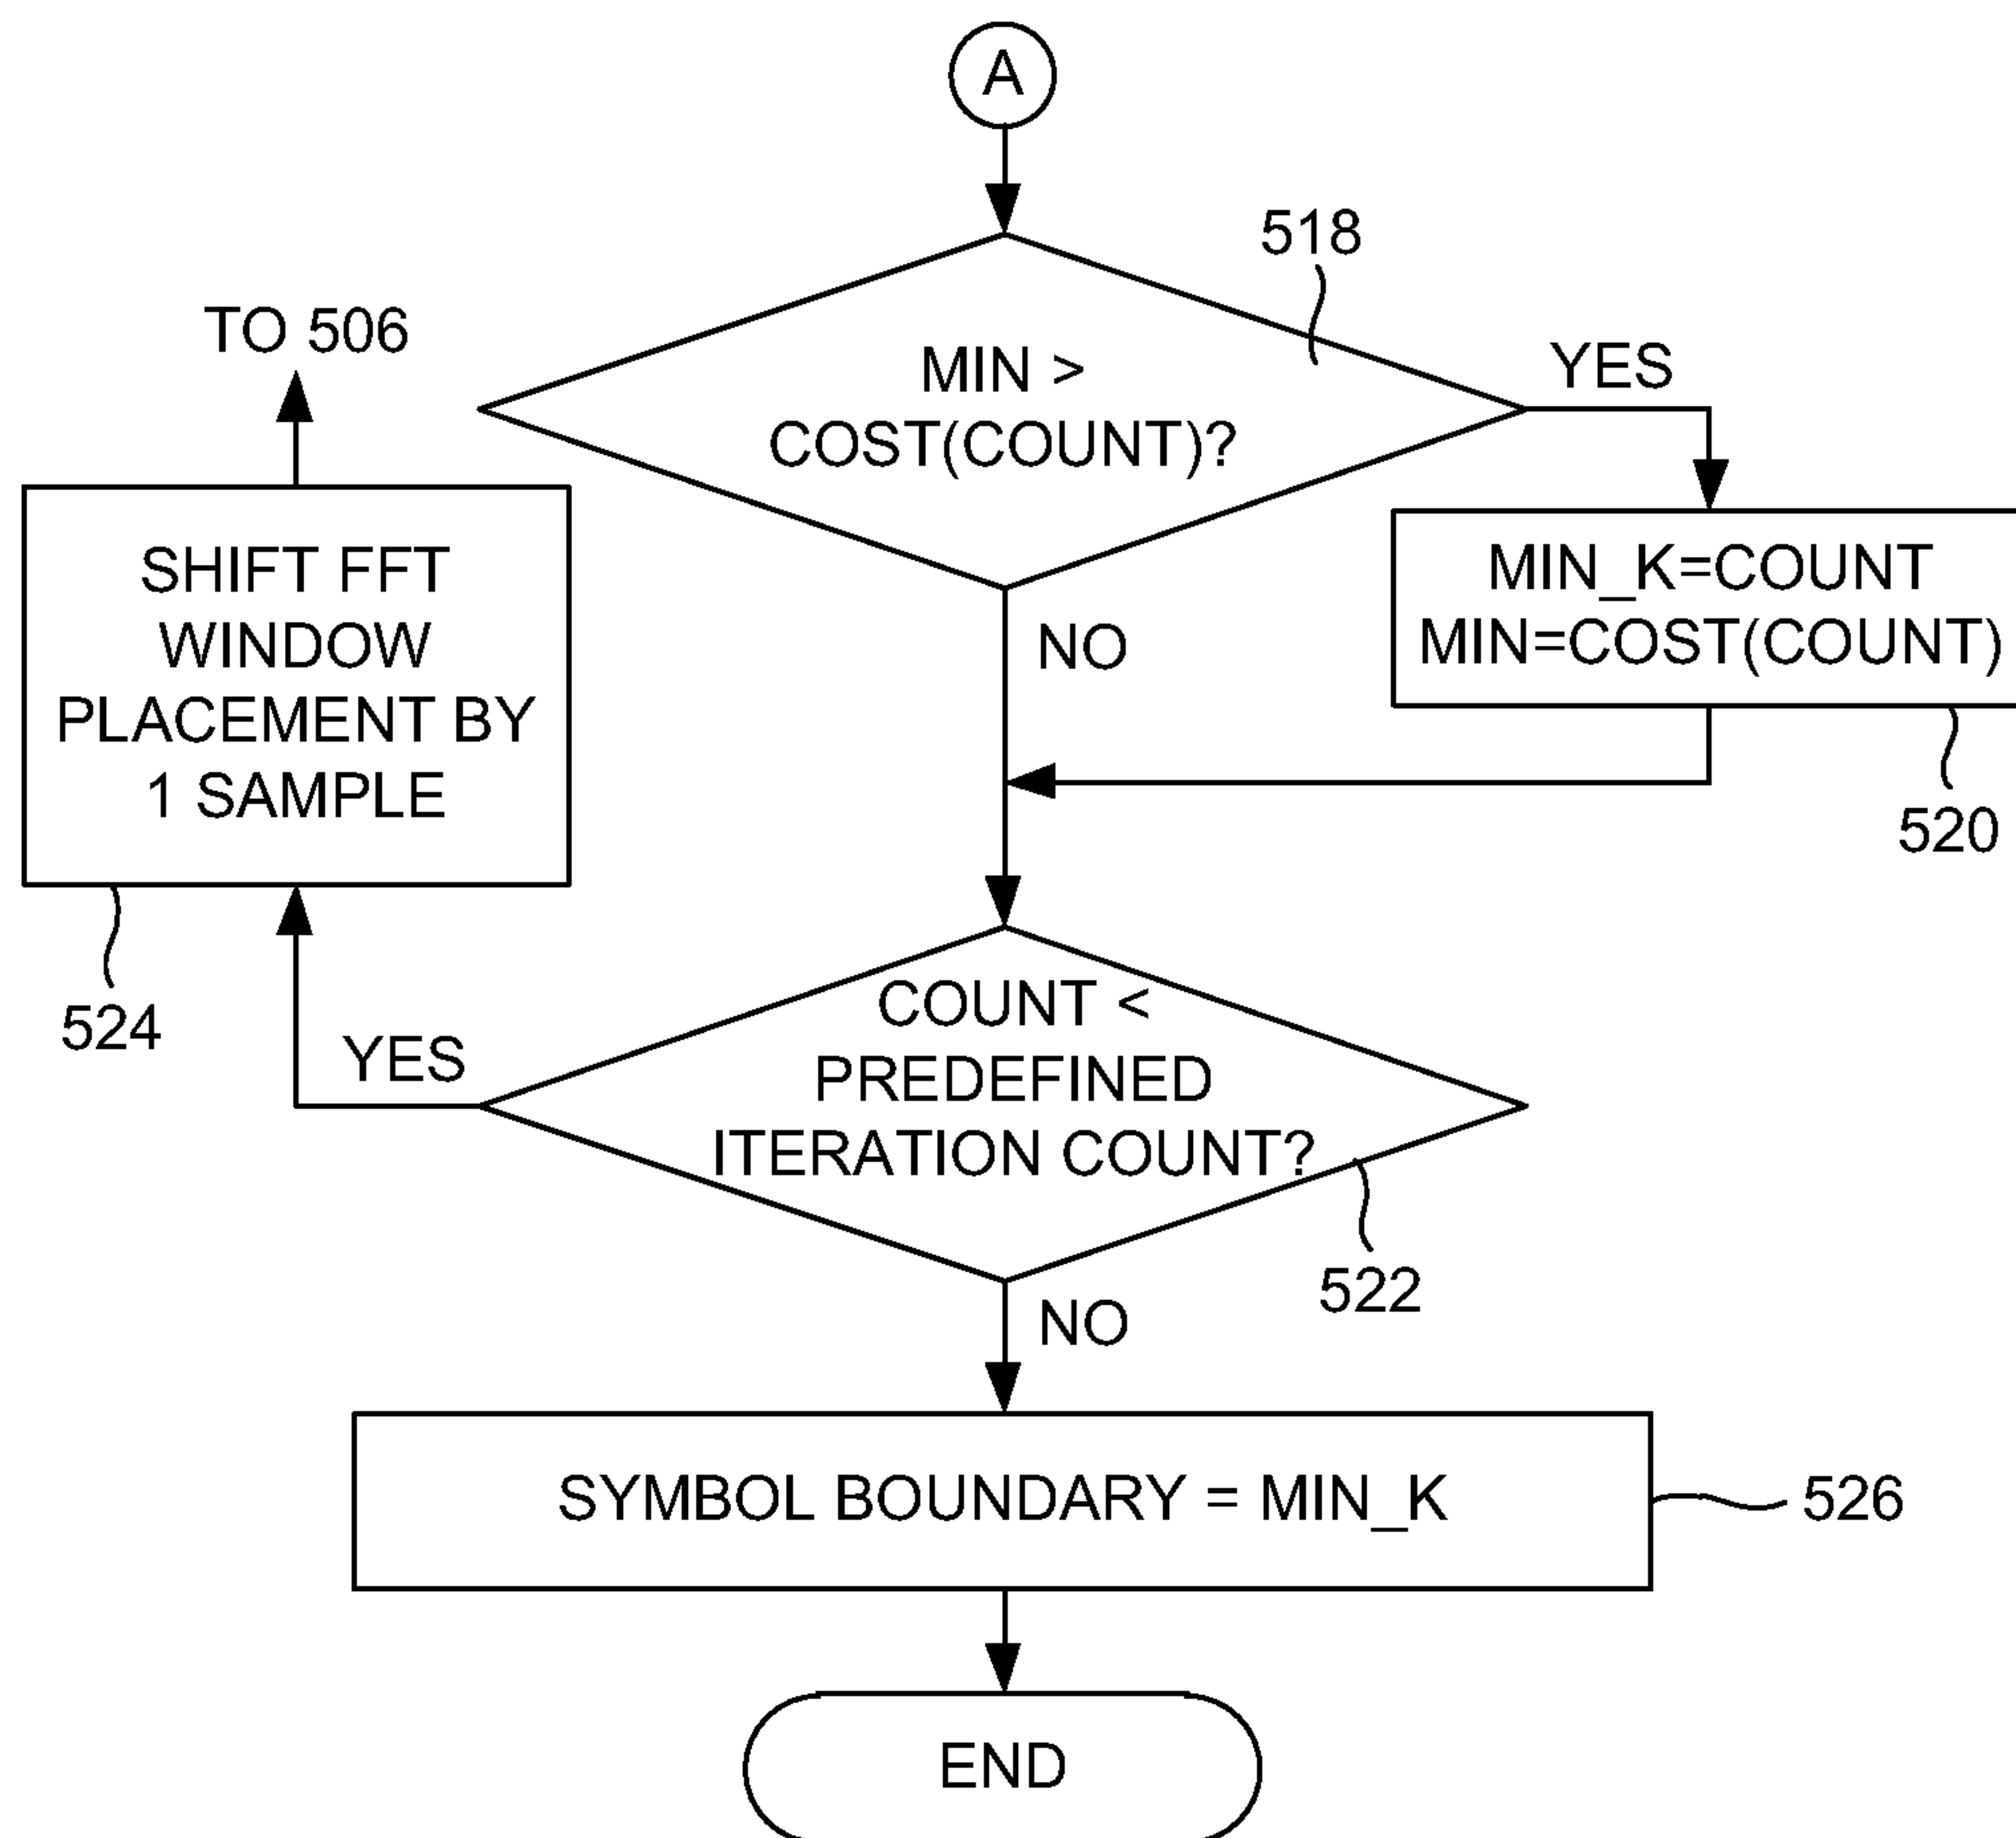 A
518
TO 506
MIN >
COST(COUNT)?
YES
SHIFT FFT
WINDOW
PLACEMENT BY
1 SAMPLE
MIN_K=COUNT
MIN=COST(COUNT)
NO
520
524
YES
COUNT <
PREDEFINED
ITERATION COUNT?
522
NO
SYMBOL BOUNDARY = MIN_K
526
END